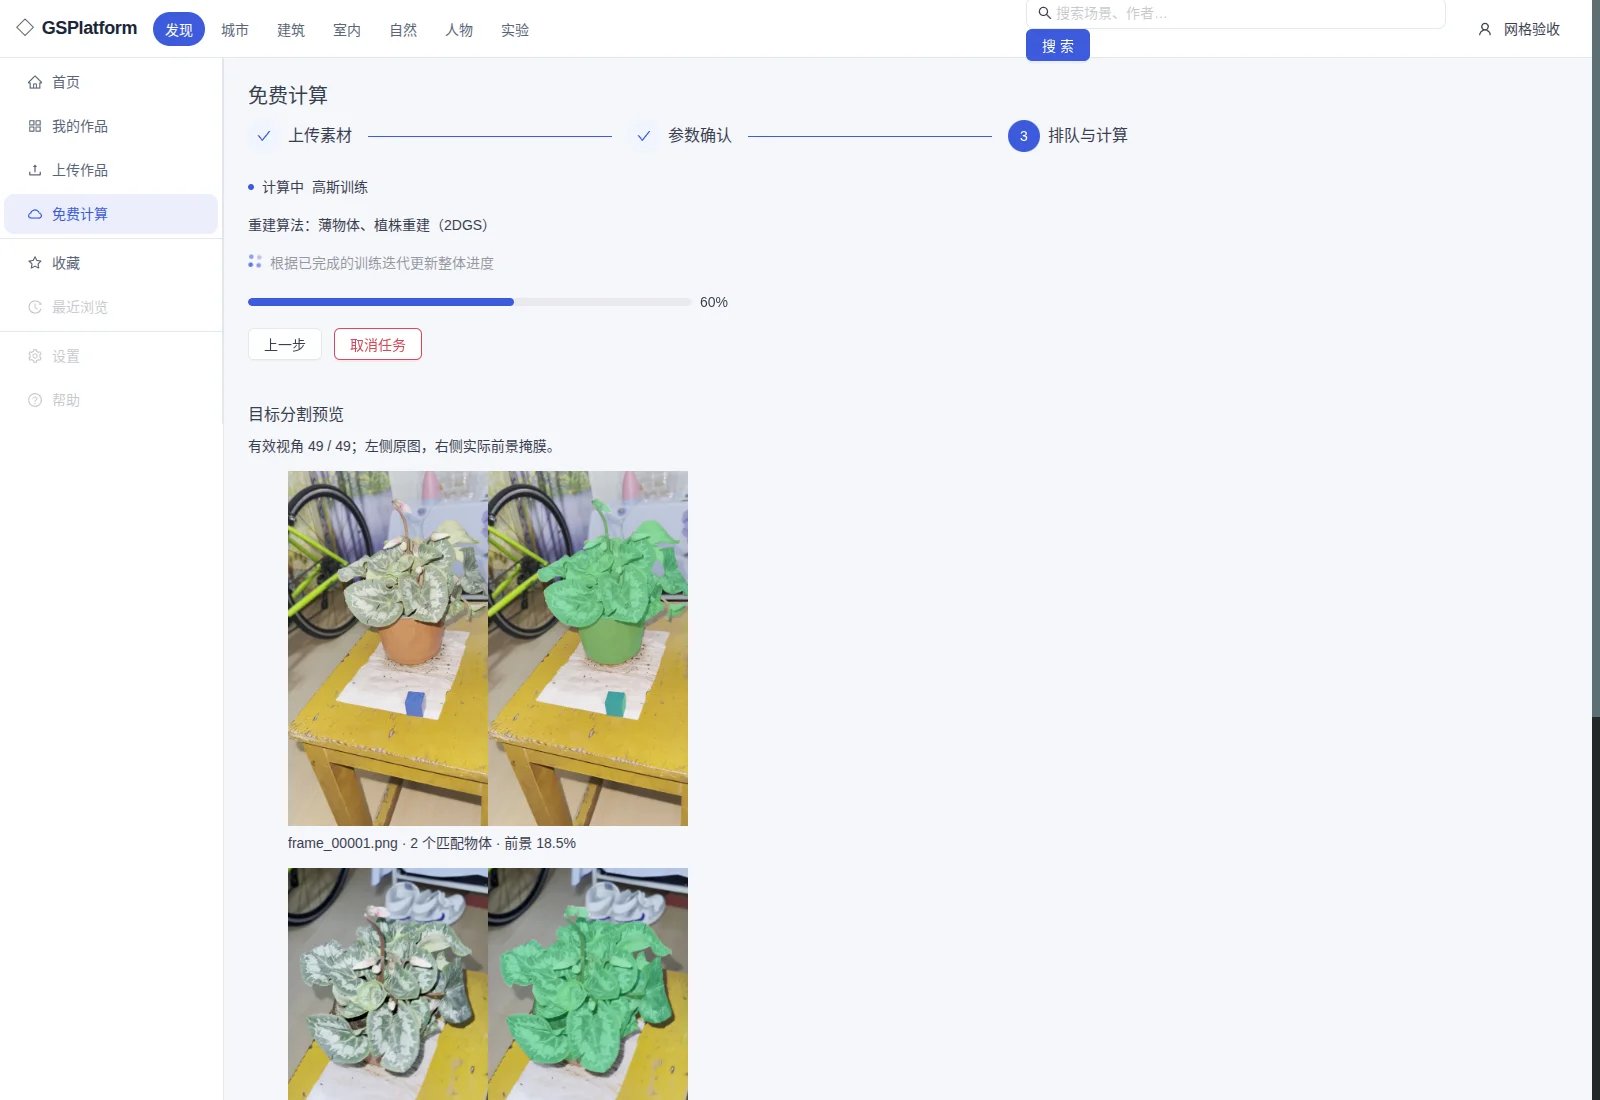 GSPlatform
发现 城市 建筑 室内 自然 人物 实验
搜索场景、作者...
搜 索
网格验收
首页
我的作品
上传作品
免费计算
收藏
最近浏览
设置
帮助
免费计算
上传素材
参数确认
3 排队与计算
计算中 高斯训练
重建算法：薄物体、植株重建（2DGS）
根据已完成的训练迭代更新整体进度
60%
上一步 取消任务
目标分割预览
有效视角 49 / 49；左侧原图，右侧实际前景掩膜。
frame_00001.png · 2 个匹配物体 · 前景 18.5%